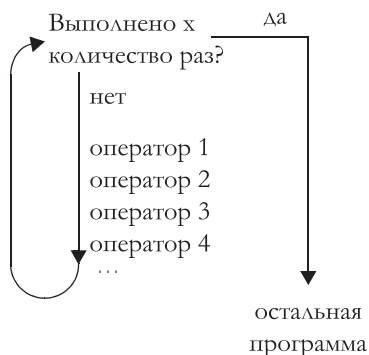 Выполнено x
количество раз?
да
нет
оператор 1
оператор 2
оператор 3
оператор 4
...
остальная
программа